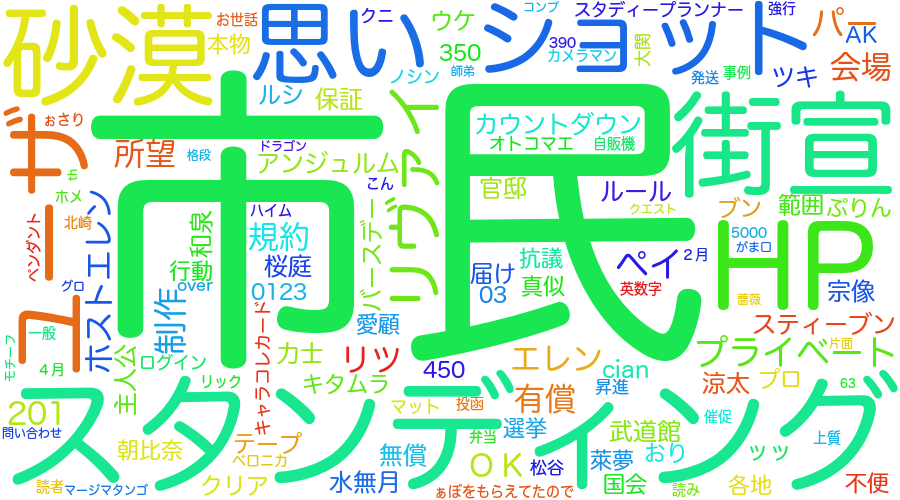 砂漠
お世話
本物
思い
クニ
ウケ
350
師弟
ノシン
コンプ
スタディープランナー
強行
ショット
390
カメラマン
太関
発送
事例
ツキ
パー
AK
会場
ザ
おさり
ルシ
保証
イ
市民
カウントダウン
オトコマエ
自販機
街宣
所望
格段
ドラゴン
アンジュルム
リヴァイ
こん
官邸
ルール
クエスト
ブン
範囲
ぷりん
ホメ
北崎
ペンダント
ユニ
エレン
ハイム
和泉
規約
バースデー
5000
がま口
2月
HP
グロ
行動
over
桜庭
0123
届け
03
抗議
真似
ペイ
英数字
薔薇
宗像
ホスト
制作
愛顧
キャラコレカード
スティーブン
モチーフ
一般
4月
主人公
ログイン
リック
力士
キタムラ
リツ
450
エレン
cian
昇進
プライベート
片面
涼太
プロ
63
スタンディング
201
問い合わせ
朝比奈
テープ
ベロニカ
マット
投函
有償
弁当
選挙
武道館
催促
おり
ッッ
上質
読者
マージマタンゴ
クリア
水無月
無償
OK
松谷
萊夢
国会
読み
各地
不便
ぁぼをもらえてたので